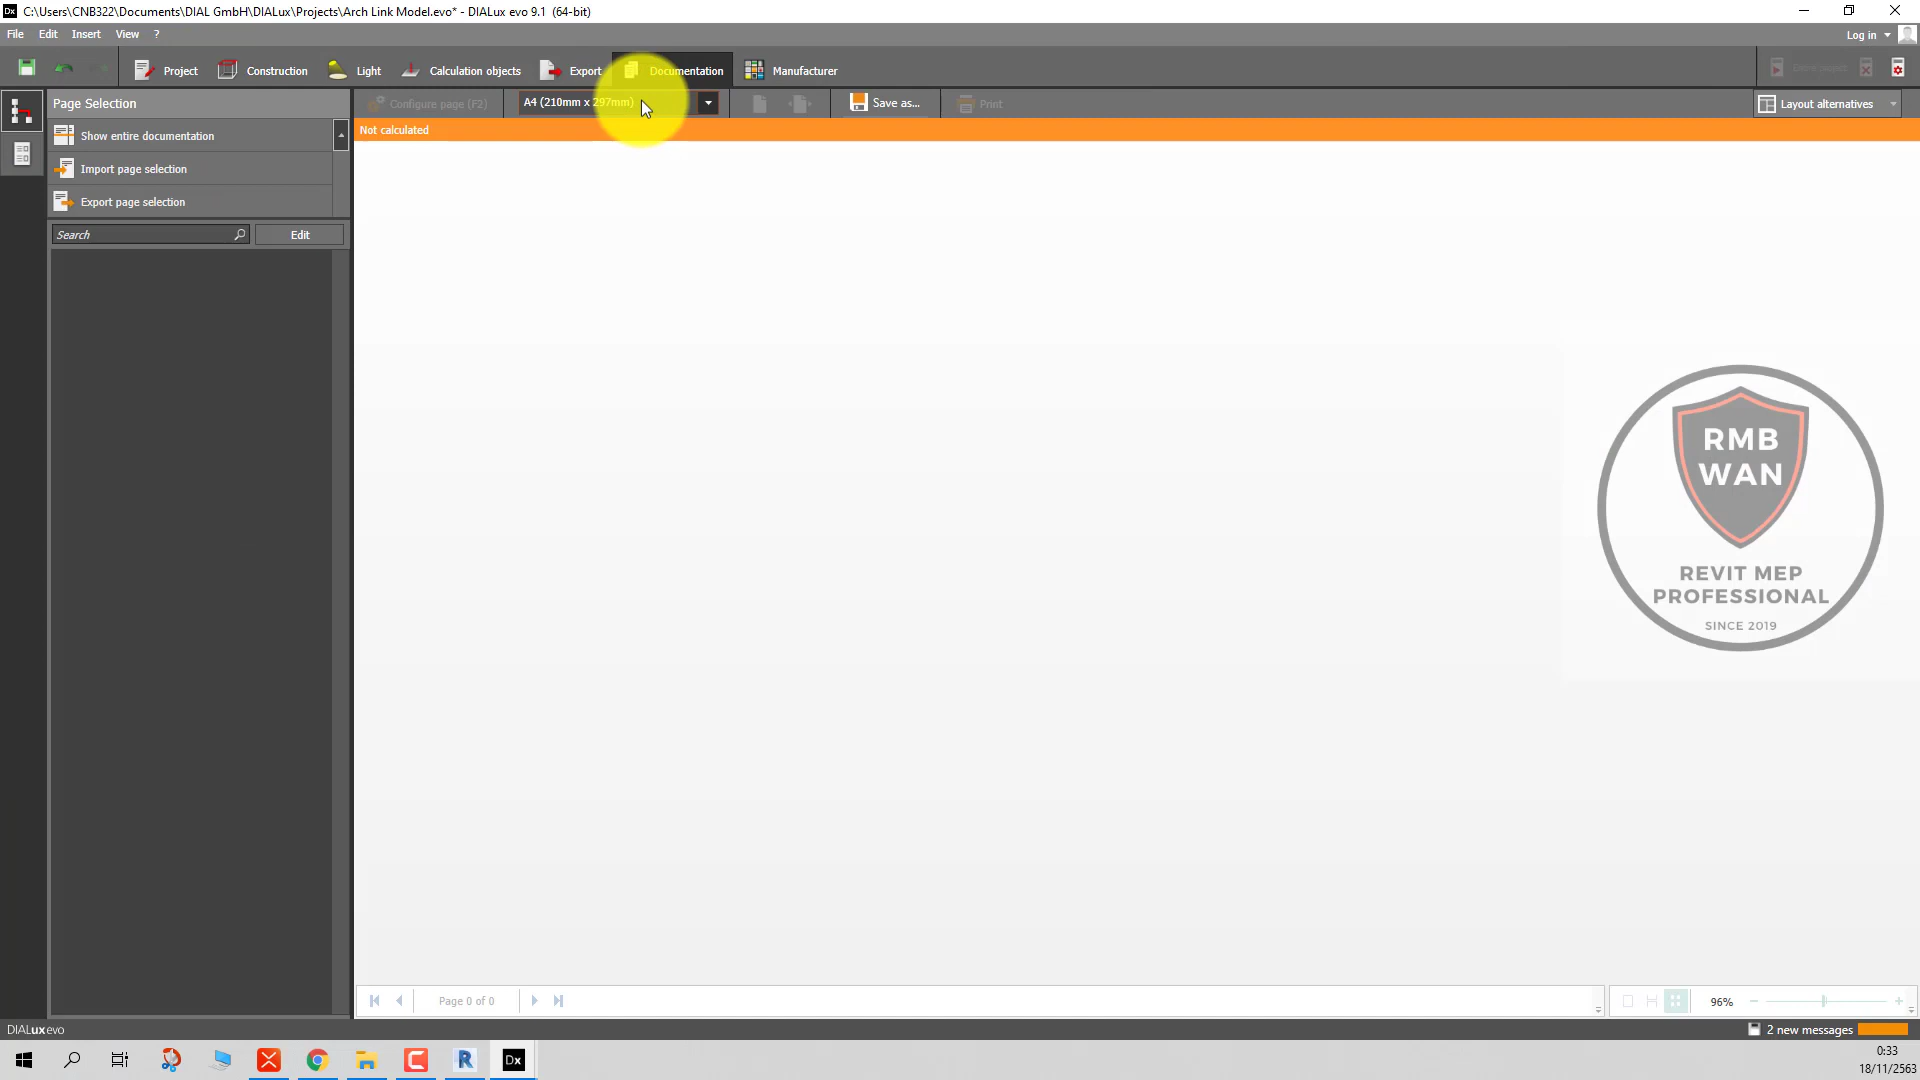 C:\Users\CNB322\Documents\DIAL GmbH\DIALux\Projects\Arch Link Model.evo* - DIALux evo 9.1 (64-bit)
File Edit Insert View ?
Log in
Project Construction Light Calculation objects Export Documentation Manufacturer
Page Selection
Configure page (F2)
A4 (210mm x 297mm)
Save as...
Print
Layout alternatives
Not calculated
Show entire documentation
Import page selection
Export page selection
Search
Edit
RMB
WAN
REVIT MEP
PROFESSIONAL
SINCE 2019
Page 0 of 0
96%
DIALux evo
2 new messages
0:33
18/11/2563